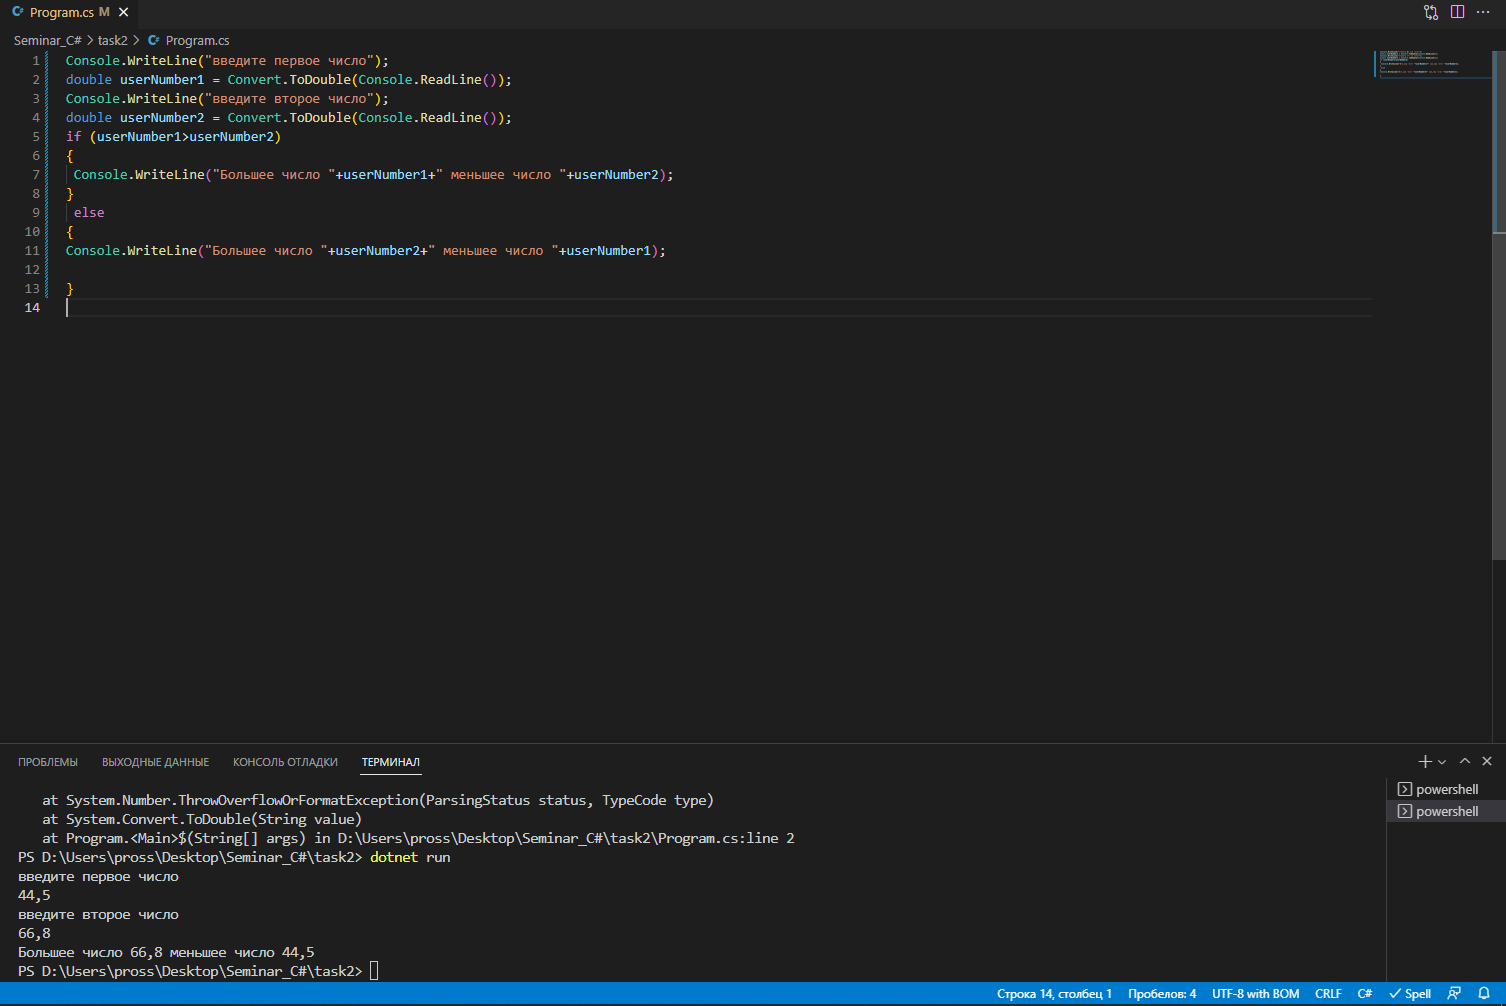 Program.cs M
Seminar_C# > task2 > Program.cs
1 Console.WriteLine("введите первое число");
2 double userNumber1 = Convert.ToDouble(Console.ReadLine());
3 Console.WriteLine("введите второе число");
4 double userNumber2 = Convert.ToDouble(Console.ReadLine());
5 if (userNumber1>userNumber2)
6 {
7  Console.WriteLine("Большее число "+userNumber1+" меньшее число "+userNumber2);
8 }
9  else
10 {
11 Console.WriteLine("Большее число "+userNumber2+" меньшее число "+userNumber1);
12
13 }
14
ПРОБЛЕМЫ ВЫХОДНЫЕ ДАННЫЕ КОНСОЛЬ ОТЛАДКИ ТЕРМИНАЛ
at System.Number.ThrowOverflowOrFormatException(ParsingStatus status, TypeCode type)
at System.Convert.ToDouble(String value)
at Program.<Main>$(String[] args) in D:\Users\pross\Desktop\Seminar_C#\task2\Program.cs:line 2
PS D:\Users\pross\Desktop\Seminar_C#\task2> dotnet run
введите первое число
44,5
введите второе число
66,8
Большее число 66,8 меньшее число 44,5
PS D:\Users\pross\Desktop\Seminar_C#\task2>
powershell
powershell
Строка 14, столбец 1 Пробелов: 4 UTF-8 with BOM CRLF C# Spell